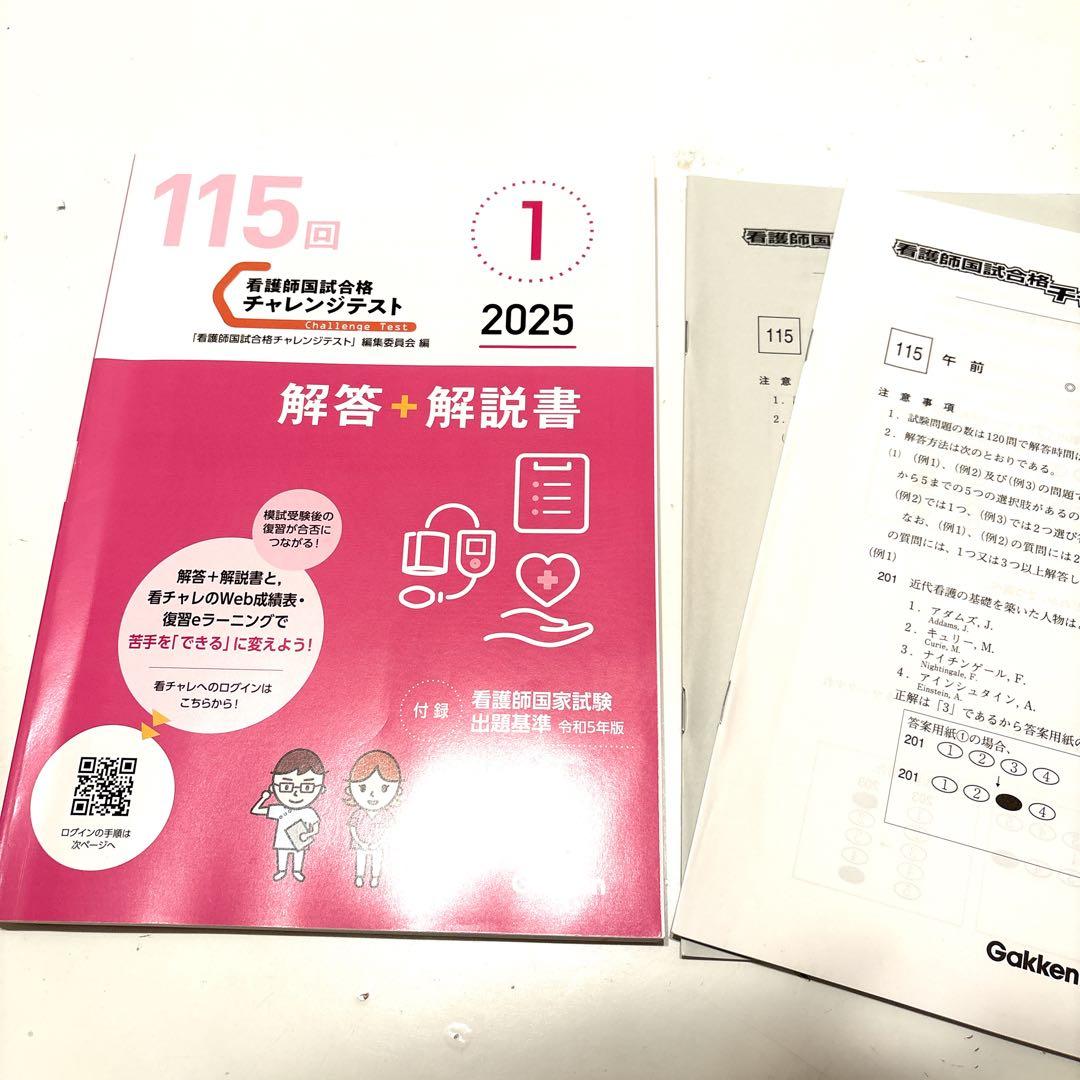 115回
1
看護師国試合格
チャレンジテスト
Challenge Test
2025
「看護師国試合格チャレンジテスト」編集委員会 編
解答+解説書
模試受験後の
復習が合否に
つながる!
解答+解説書と,
看チャレのWeb成績表・
復習eラーニングで
苦手を「できる」に変えよう!
看チャレへのログインは
こちらから!
付録
看護師国家試験
出題基準 令和5年版
ログインの手順は
次ページへ
Gakken
看護師国
115
注 意
1.
2.
看護師国試合格
チャ
115 午前
◎
注 意 事 項
1. 試験問題の数は120問で解答時間は
2. 解答方法は次のとおりである。
(1) (例1)、(例2)及び(例3)の問題で
から5までの5つの選択肢があるの
(例2)では1つ、(例3)では2つ選び答
なお、(例1)、(例2)の質問には2
の質問には、1つ又は3つ以上解答し
(例1)
201 近代看護の基礎を築いた人物は
1. アダムズ, J.
Addams, J.
2. キュリー, M.
Curie, M.
3. ナイチンゲール, F.
Nightingale, F.
4. アインシュタイン, A.
Einstein, A.
正解は「3」であるから答案用紙の
答案用紙①の場合、
201 ① ② ③ ④
↓
201 ① ② ● ④
Gakken